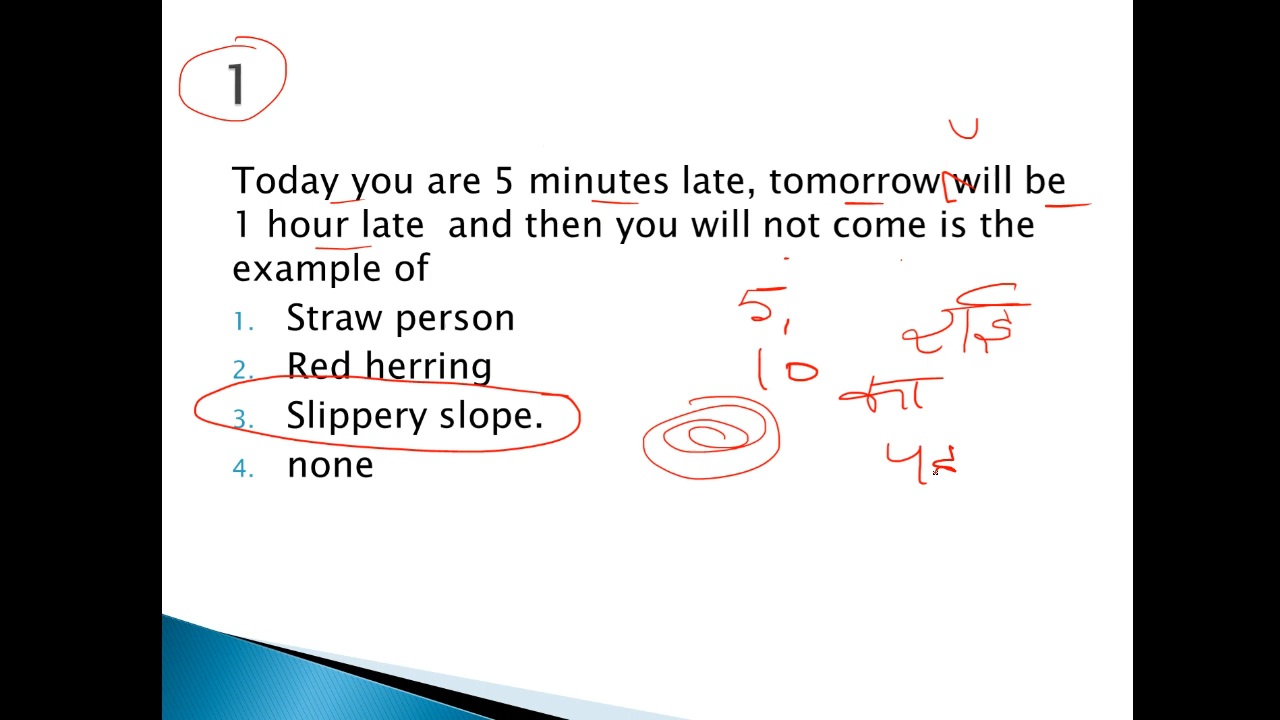 1
Today you are 5 minutes late, tomorrow will be
1 hour late and then you will not come is the
example of
1. Straw person
2. Red herring
3. Slippery slope.
4. none
5,
10
राई
का